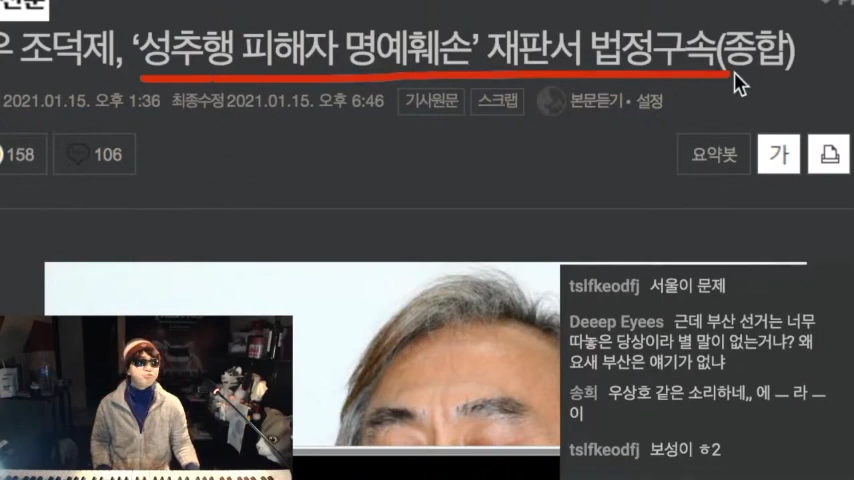 조덕제, ‘성추행 피해자 명예훼손’ 재판서 법정구속(종합)
2021.01.15. 오후 1:36 최종수정 2021.01.15. 오후 6:46 기사원문 스크랩 본문듣기 · 설정
158 106 요약봇 가
tslfkeodfj 서울이 문제
Deeep Eyees 근데 부산 선거는 너무
따놓은 당상이라 별 말이 없는거냐? 왜
요새 부산은 얘기가 없냐
송희 우상호 같은 소리하네,, 에 ㅡ 라 ㅡ
이
tslfkeodfj 보성이 ㅎ2